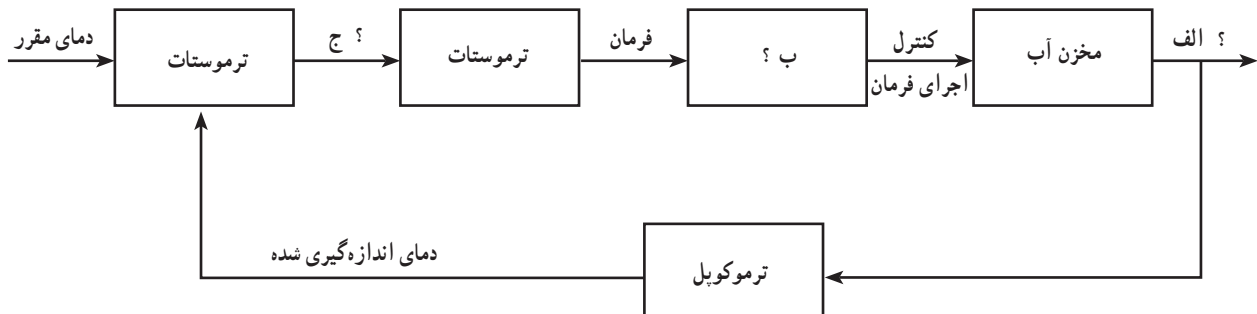 دمای مقرر
ترموستات
ج ؟
ترموستات
فرمان
ب ؟
کنترل
اجرای فرمان
مخزن آب
الف ؟
دمای اندازه‌گیری شده
ترموکوپل